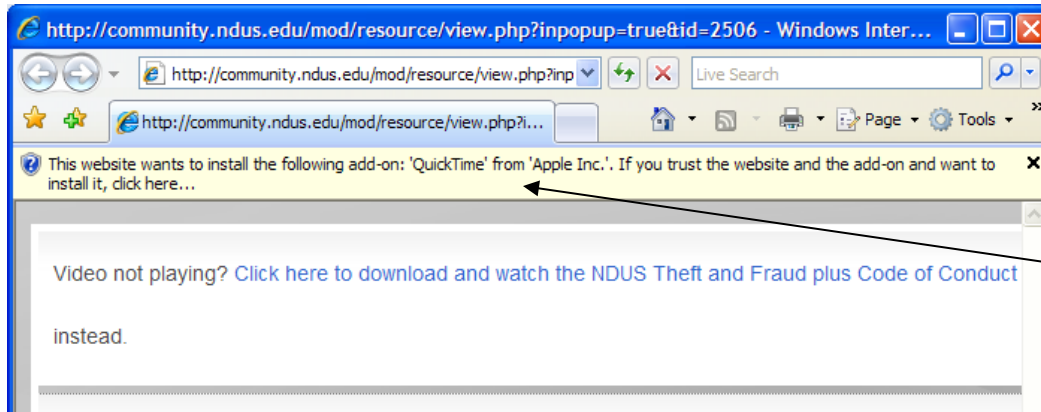 http://community.ndus.edu/mod/resource/view.php?inpopup=true&id=2506 - Windows Inter...
http://community.ndus.edu/mod/resource/view.php?inp
Live Search
http://community.ndus.edu/mod/resource/view.php?i...
Page
Tools
»
This website wants to install the following add-on: 'QuickTime' from 'Apple Inc.'. If you trust the website and the add-on and want to
install it, click here...
Video not playing? Click here to download and watch the NDUS Theft and Fraud plus Code of Conduct
instead.